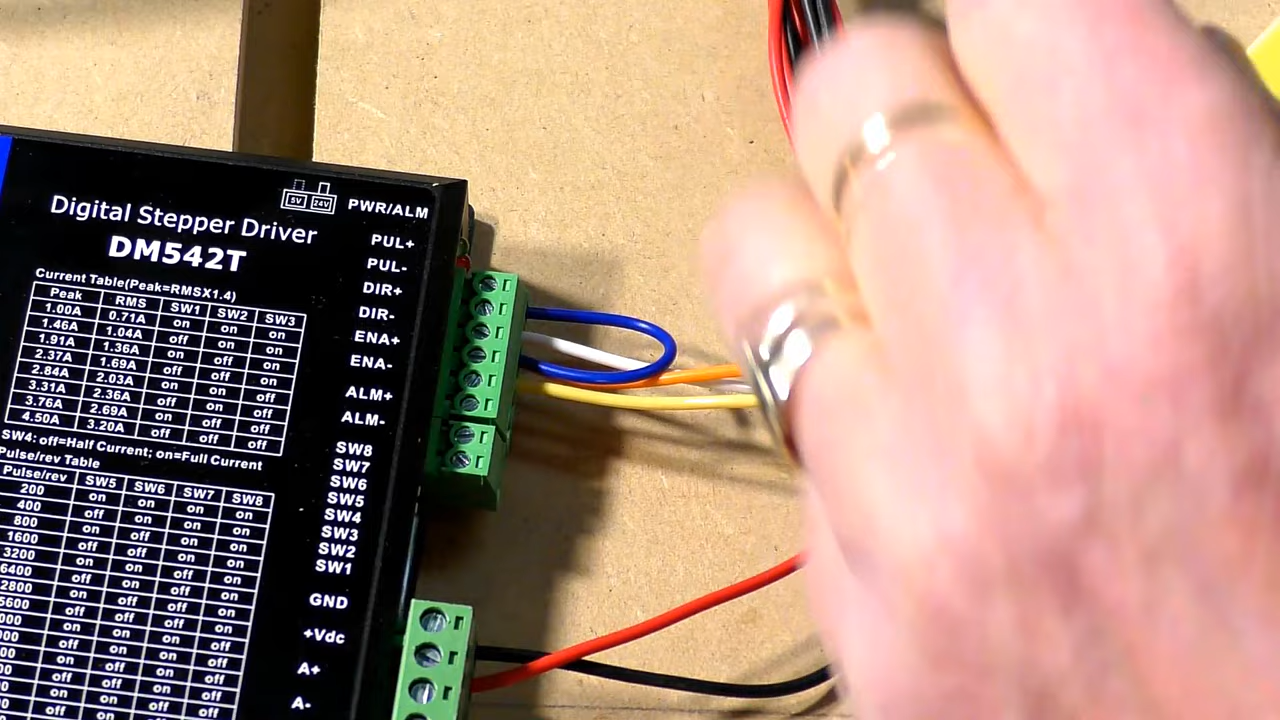 5V 24V PWR/ALM
Digital Stepper Driver
DM542T
Current Table(Peak=RMSX1.4)
Peak RMS SW1 SW2 SW3
1.00A 0.71A on on on
1.46A 1.04A off on on
1.91A 1.36A on off on
2.37A 1.69A off off on
2.84A 2.03A on on off
3.31A 2.36A off on off
3.76A 2.69A on off off
4.50A 3.20A off off off
SW4: off=Half Current; on=Full Current
Pulse/rev Table
Pulse/rev SW5 SW6 SW7 SW8
200 on on on on
400 off on on on
800 on off on on
1600 off off on on
3200 on on off on
6400 off on off on
2800 on off off on
5600 off off off on
PUL+
PUL-
DIR+
DIR-
ENA+
ENA-
ALM+
ALM-
SW8
SW7
SW6
SW5
SW4
SW3
SW2
SW1
GND
+Vdc
A+
A-